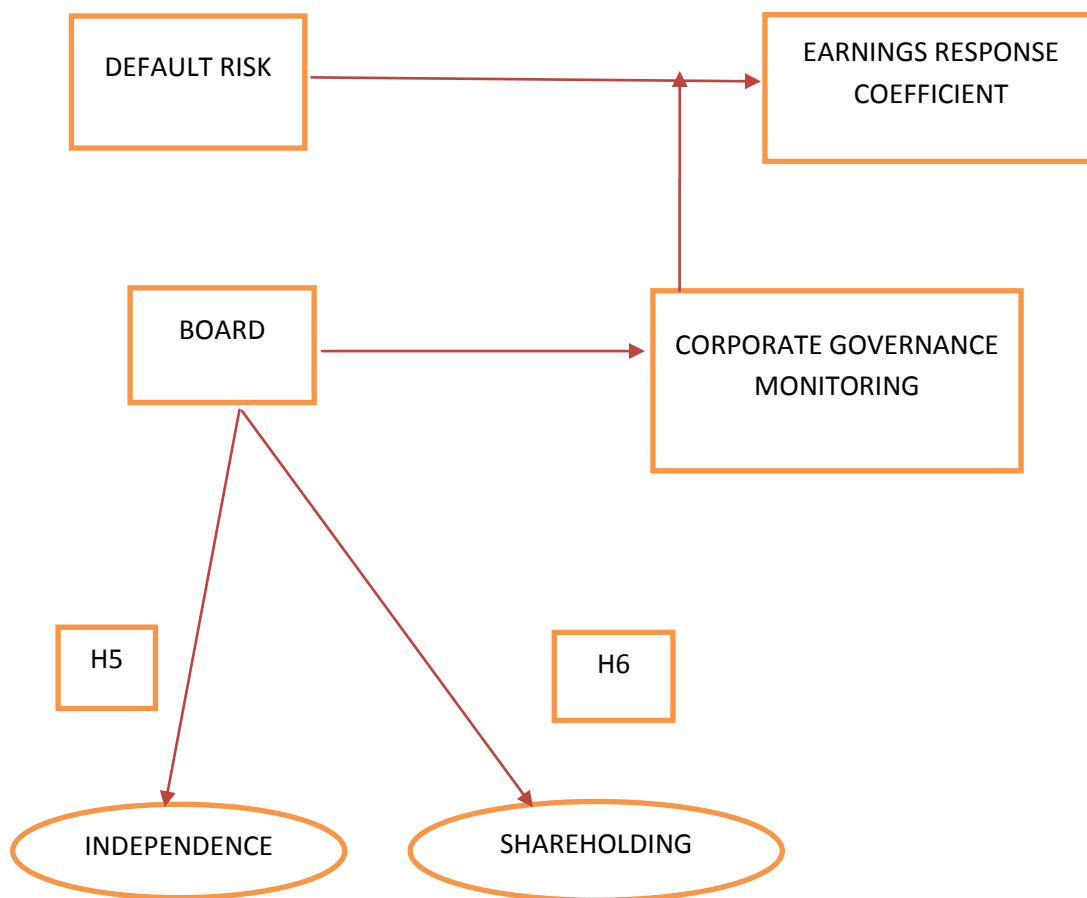 DEFAULT RISK
EARNINGS RESPONSE
COEFFICIENT
BOARD
CORPORATE GOVERNANCE
MONITORING
H5
H6
INDEPENDENCE
SHAREHOLDING